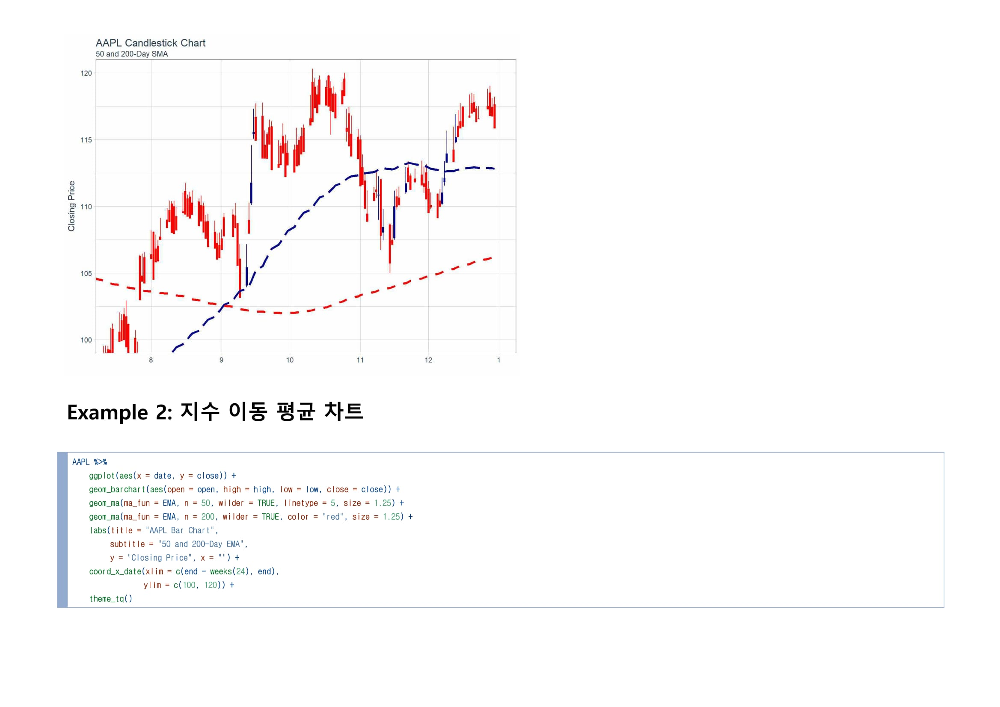 AAPL Candlestick Chart
50 and 200-Day SMA
120
115
110
105
100
Closing Price
8 9 10 11 12 1
Example 2: 지수 이동 평균 차트
AAPL %>%
    ggplot(aes(x = date, y = close)) +
    geom_barchart(aes(open = open, high = high, low = low, close = close)) +
    geom_ma(ma_fun = EMA, n = 50, wilder = TRUE, linetype = 5, size = 1.25) +
    geom_ma(ma_fun = EMA, n = 200, wilder = TRUE, color = "red", size = 1.25) +
    labs(title = "AAPL Bar Chart",
         subtitle = "50 and 200-Day EMA",
         y = "Closing Price", x = "") +
    coord_x_date(xlim = c(end - weeks(24), end),
                 ylim = c(100, 120)) +
    theme_tq()